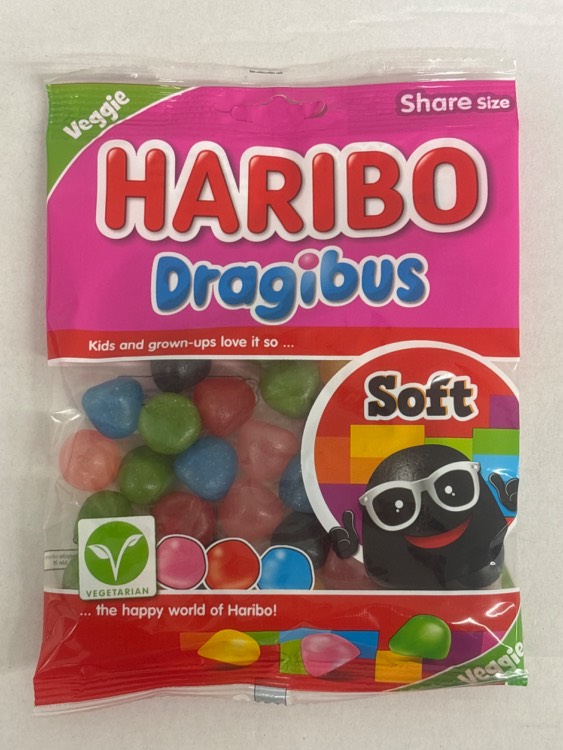 Veggie
Share Size
HARIBO
Dragibus
Kids and grown-ups love it so ...
Soft
VEGETARIAN
... the happy world of Haribo!
Veggie